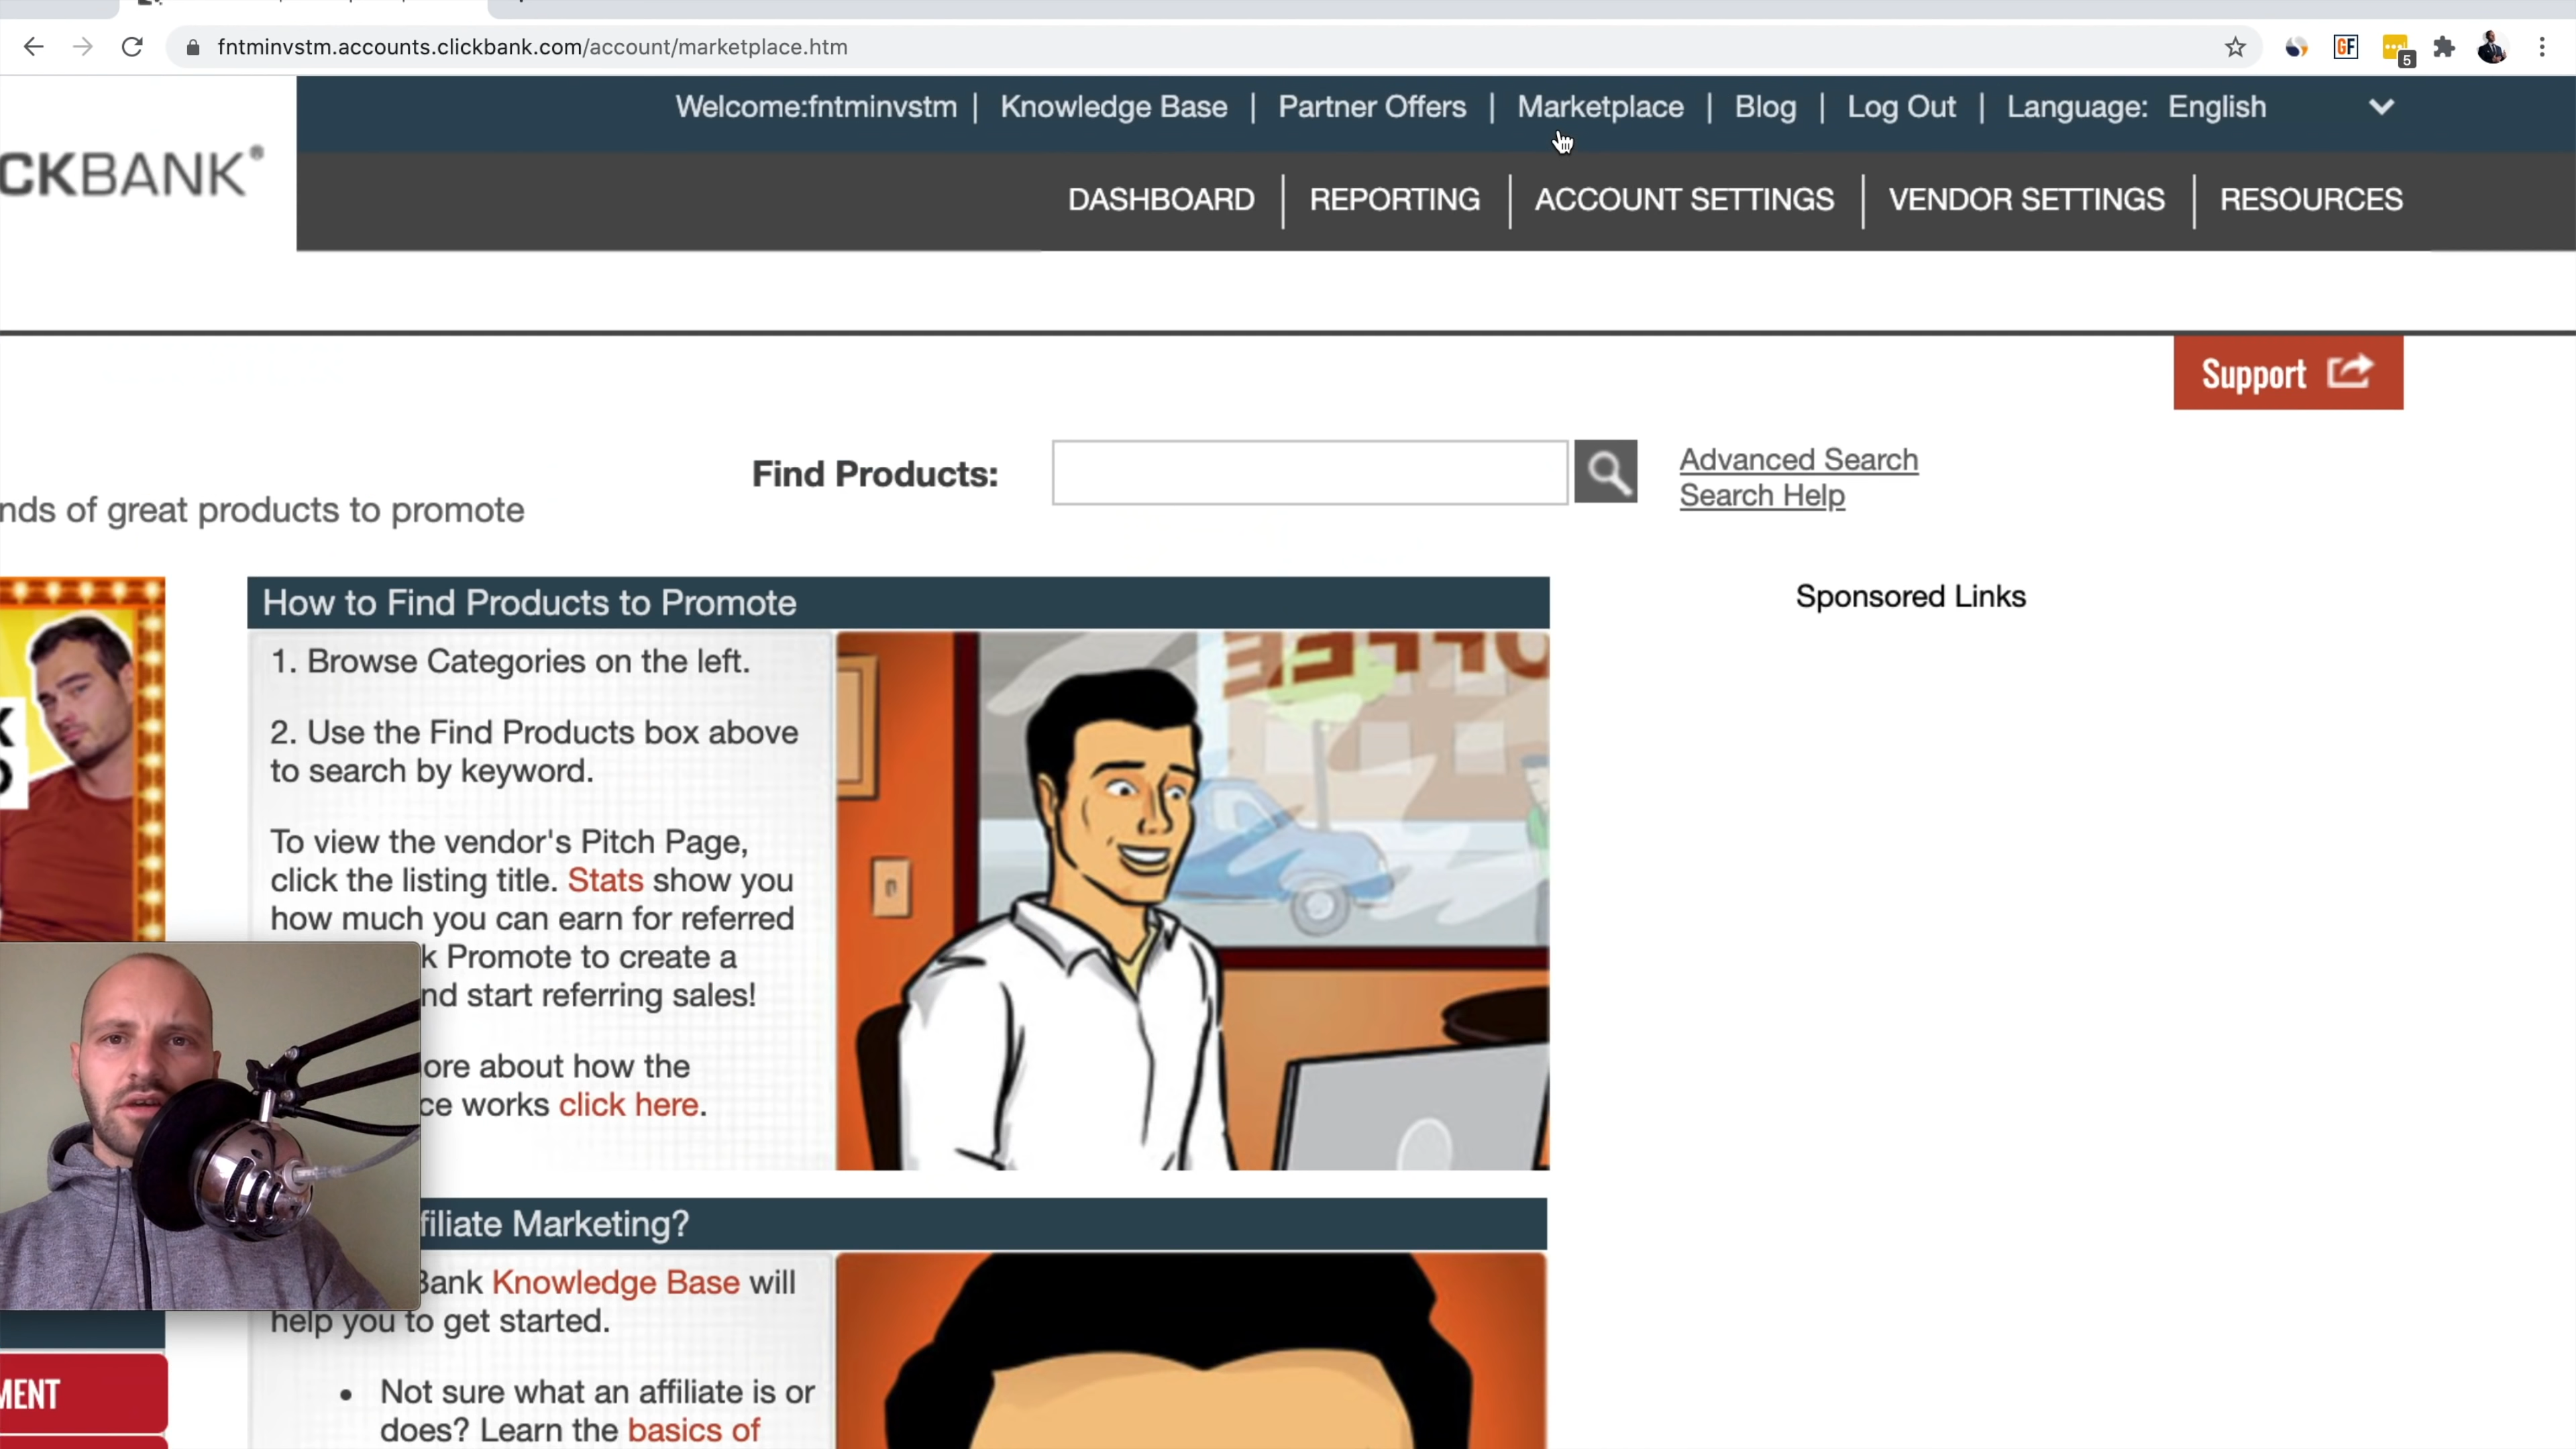 fntminvstm.accounts.clickbank.com/account/marketplace.htm
GF
5
Welcome:fntminvstm | Knowledge Base | Partner Offers | Marketplace | Blog | Log Out | Language: English
CKBANK®
DASHBOARD | REPORTING | ACCOUNT SETTINGS | VENDOR SETTINGS | RESOURCES
Support
Find Products:
Advanced Search
Search Help
nds of great products to promote
How to Find Products to Promote
Sponsored Links
1. Browse Categories on the left.
2. Use the Find Products box above
to search by keyword.
To view the vendor's Pitch Page,
click the listing title. Stats show you
how much you can earn for referred
k Promote to create a
nd start referring sales!
ore about how the
ce works click here.
filiate Marketing?
Bank Knowledge Base will
help you to get started.
MENT
• Not sure what an affiliate is or
does? Learn the basics of